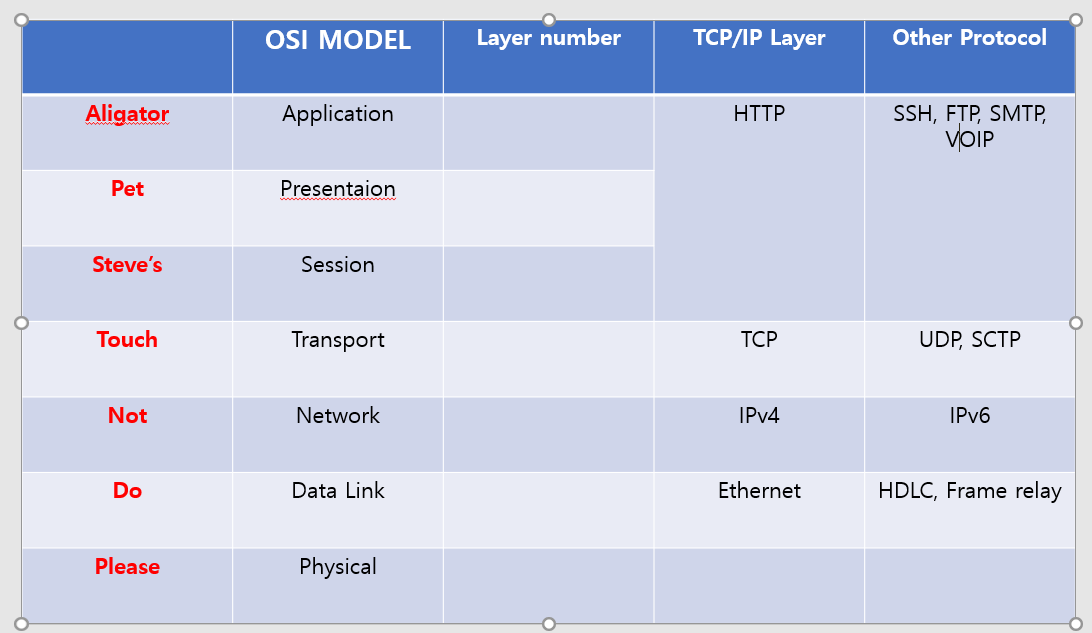 OSI MODEL
Layer number
TCP/IP Layer
Other Protocol
Aligator
Application
HTTP
SSH, FTP, SMTP,
VOIP
Pet
Presentaion
Steve's
Session
Touch
Transport
TCP
UDP, SCTP
Not
Network
IPv4
IPv6
Do
Data Link
Ethernet
HDLC, Frame relay
Please
Physical